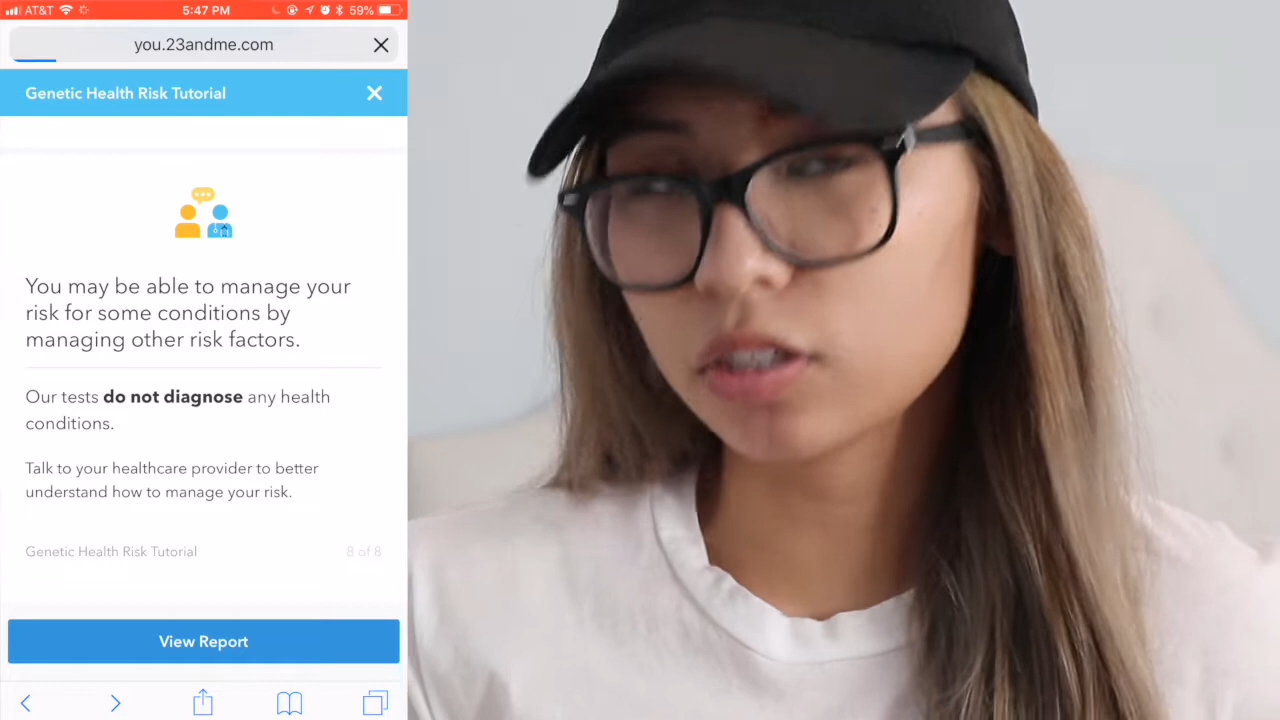 AT&T 5:47 PM 59%
you.23andme.com
Genetic Health Risk Tutorial
You may be able to manage your
risk for some conditions by
managing other risk factors.
Our tests do not diagnose any health
conditions.
Talk to your healthcare provider to better
understand how to manage your risk.
Genetic Health Risk Tutorial 8 of 8
View Report